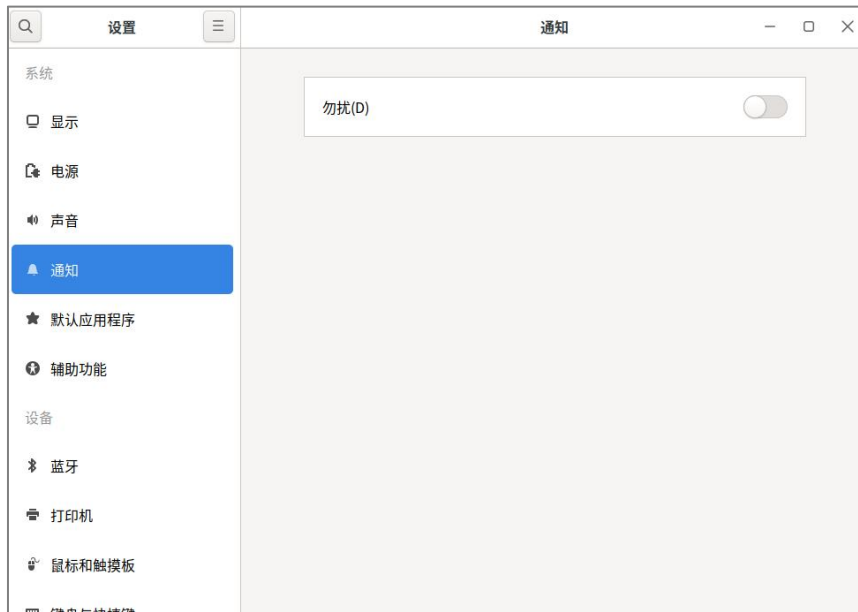 设置
通知
系统
显示
电源
声音
通知
默认应用程序
辅助功能
设备
蓝牙
打印机
鼠标和触摸板
勿扰(D)